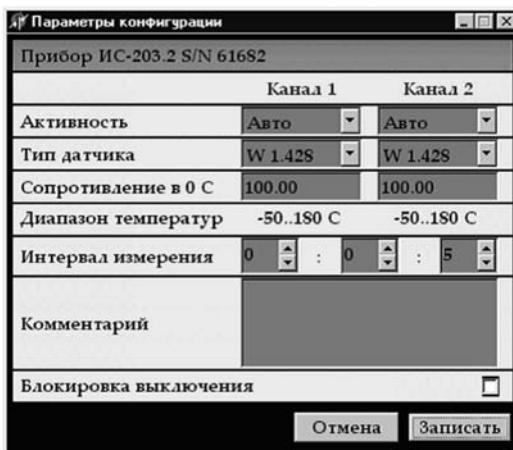 Параметры конфигурации
Прибор ИС-203.2 S/N 61682
Канал 1 Канал 2
Активность Авто Авто
Тип датчика W 1.428 W 1.428
Сопротивление в 0 С 100.00 100.00
Диапазон температур -50..180 С -50..180 С
Интервал измерения 0 : 0 : 5
Комментарий
Блокировка выключения
Отмена Записать